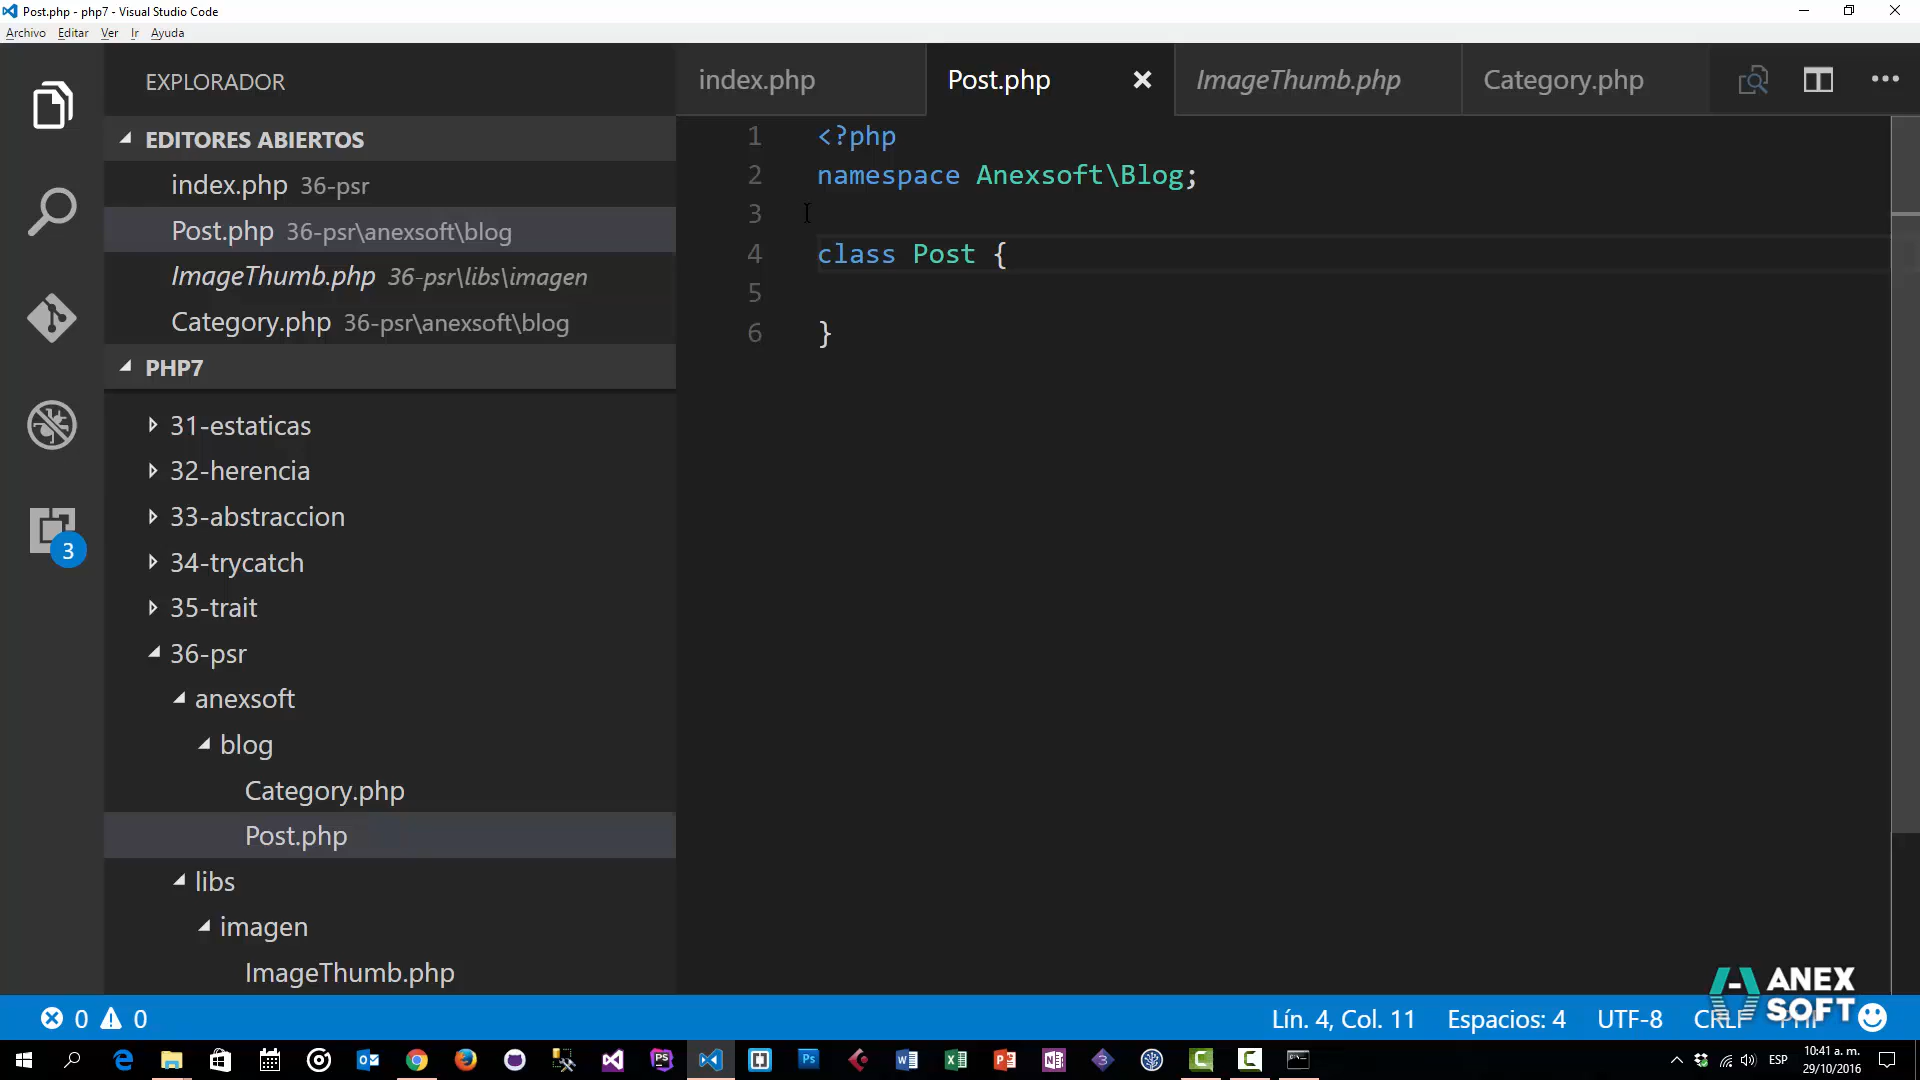 Post.php - php7 - Visual Studio Code
Archivo Editar Ver Ir Ayuda
EXPLORADOR
EDITORES ABIERTOS
index.php 36-psr
Post.php 36-psr\anexsoft\blog
ImageThumb.php 36-psr\libs\imagen
Category.php 36-psr\anexsoft\blog
PHP7
31-estaticas
32-herencia
33-abstraccion
34-trycatch
35-trait
36-psr
anexsoft
blog
Category.php
Post.php
libs
imagen
ImageThumb.php
3
index.php Post.php ImageThumb.php Category.php
1 <?php
2 namespace Anexsoft\Blog;
3
4 class Post {
5
6 }
ANEX
SOFT
0 0 Lín. 4, Col. 11 Espacios: 4 UTF-8 CRLF PHP
ESP 10:41 a. m.
29/10/2016